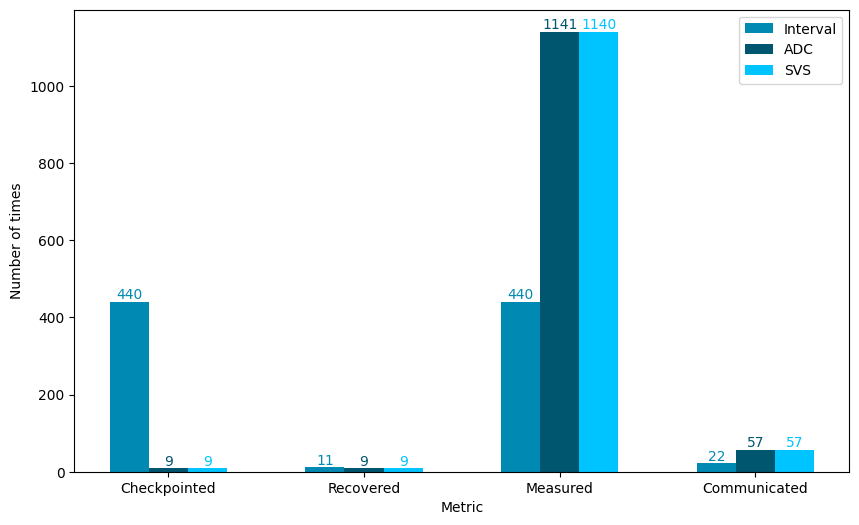 Interval
ADC
SVS
1141 1140
1000
800
Number of times
600
440 440
400
200
9 9 11 9 9 22 57 57
0
Checkpointed Recovered Measured Communicated
Metric